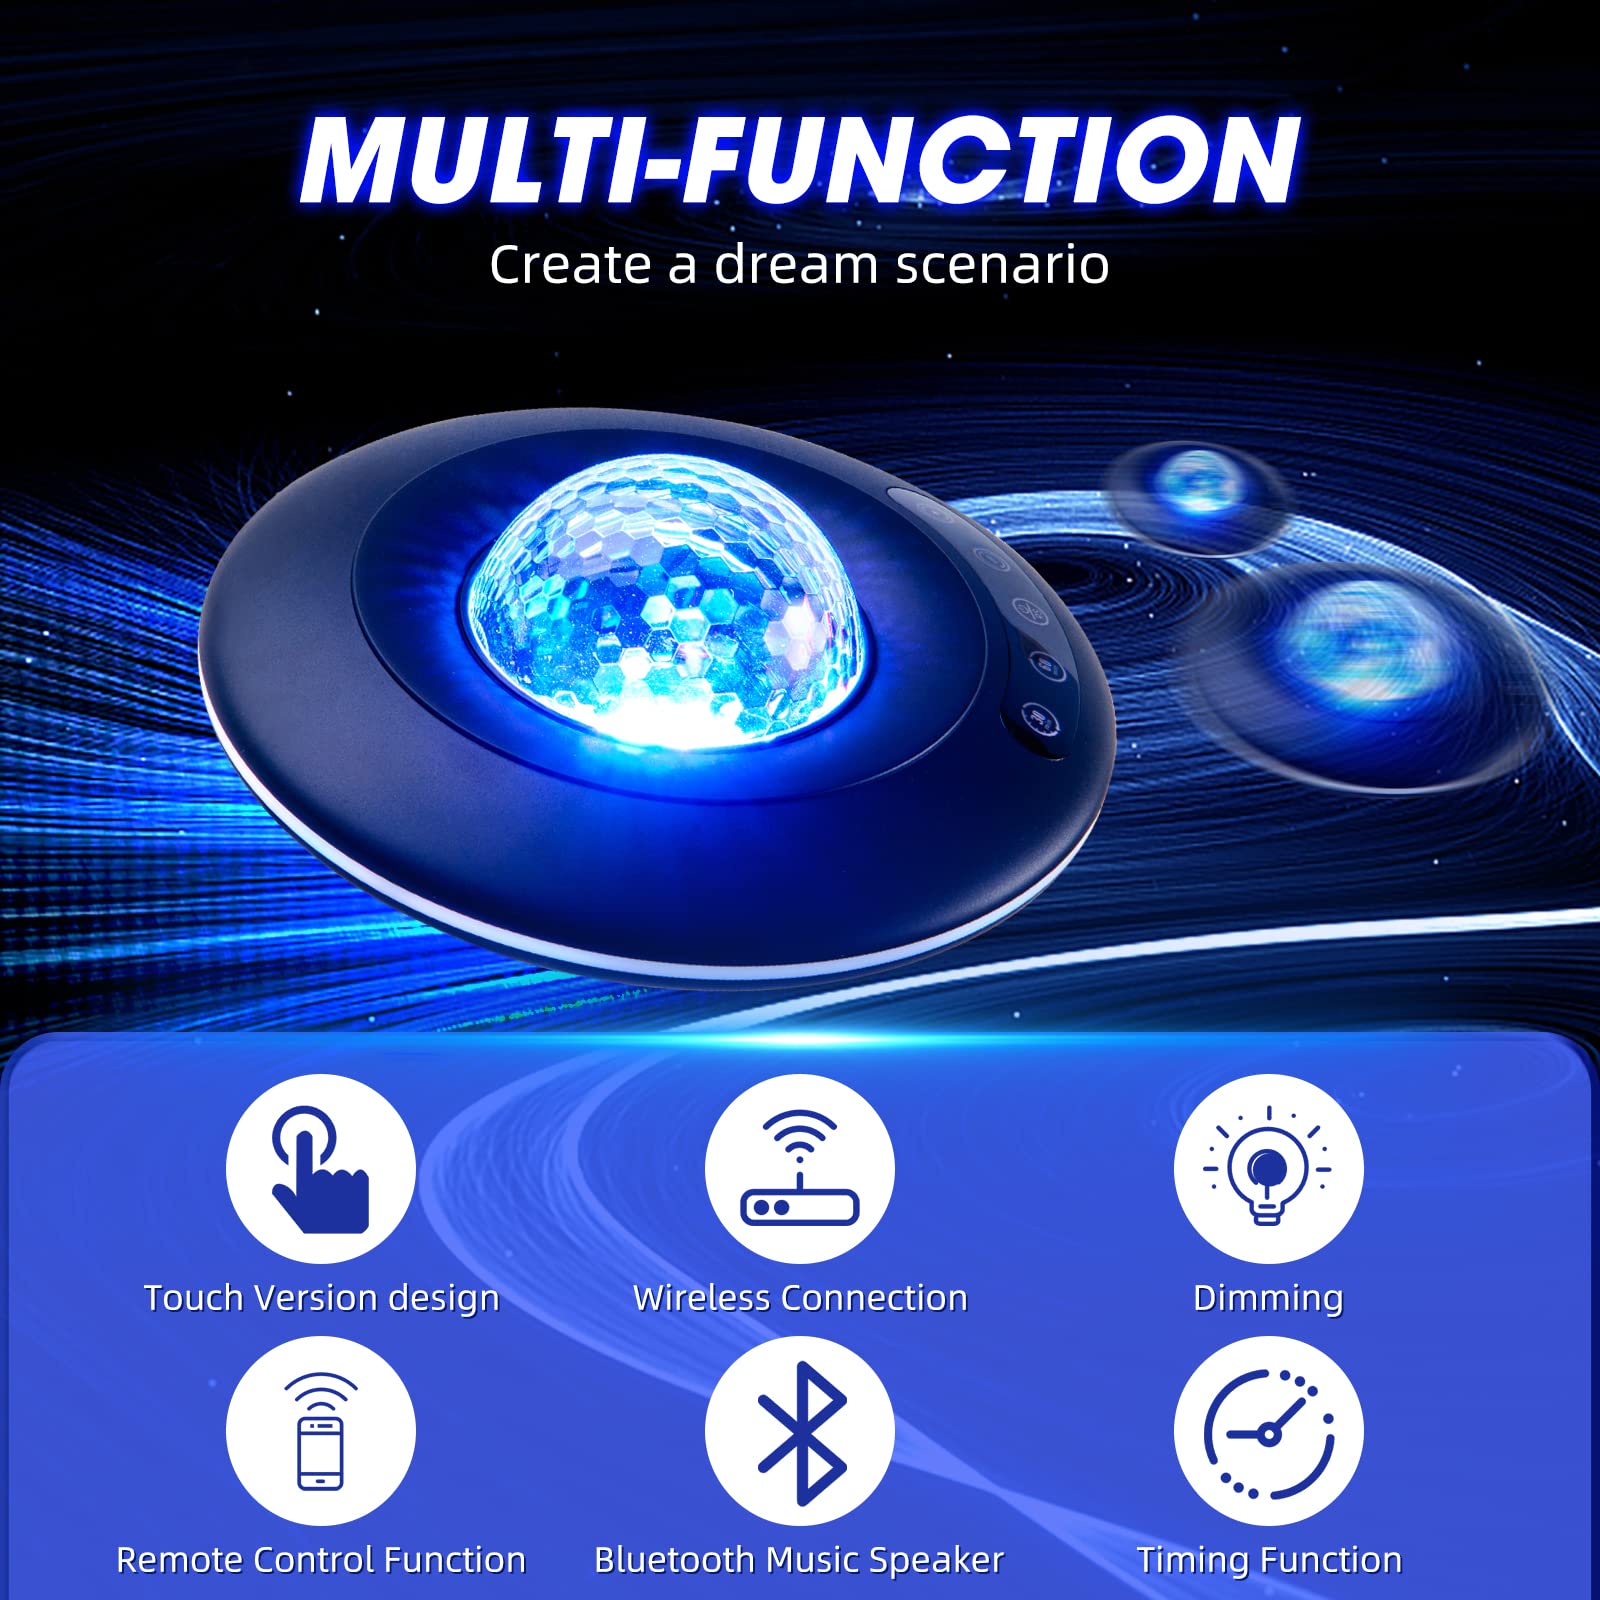 MULTI-FUNCTION
Create a dream scenario
Touch Version design
Wireless Connection
Dimming
Remote Control Function
Bluetooth Music Speaker
Timing Function